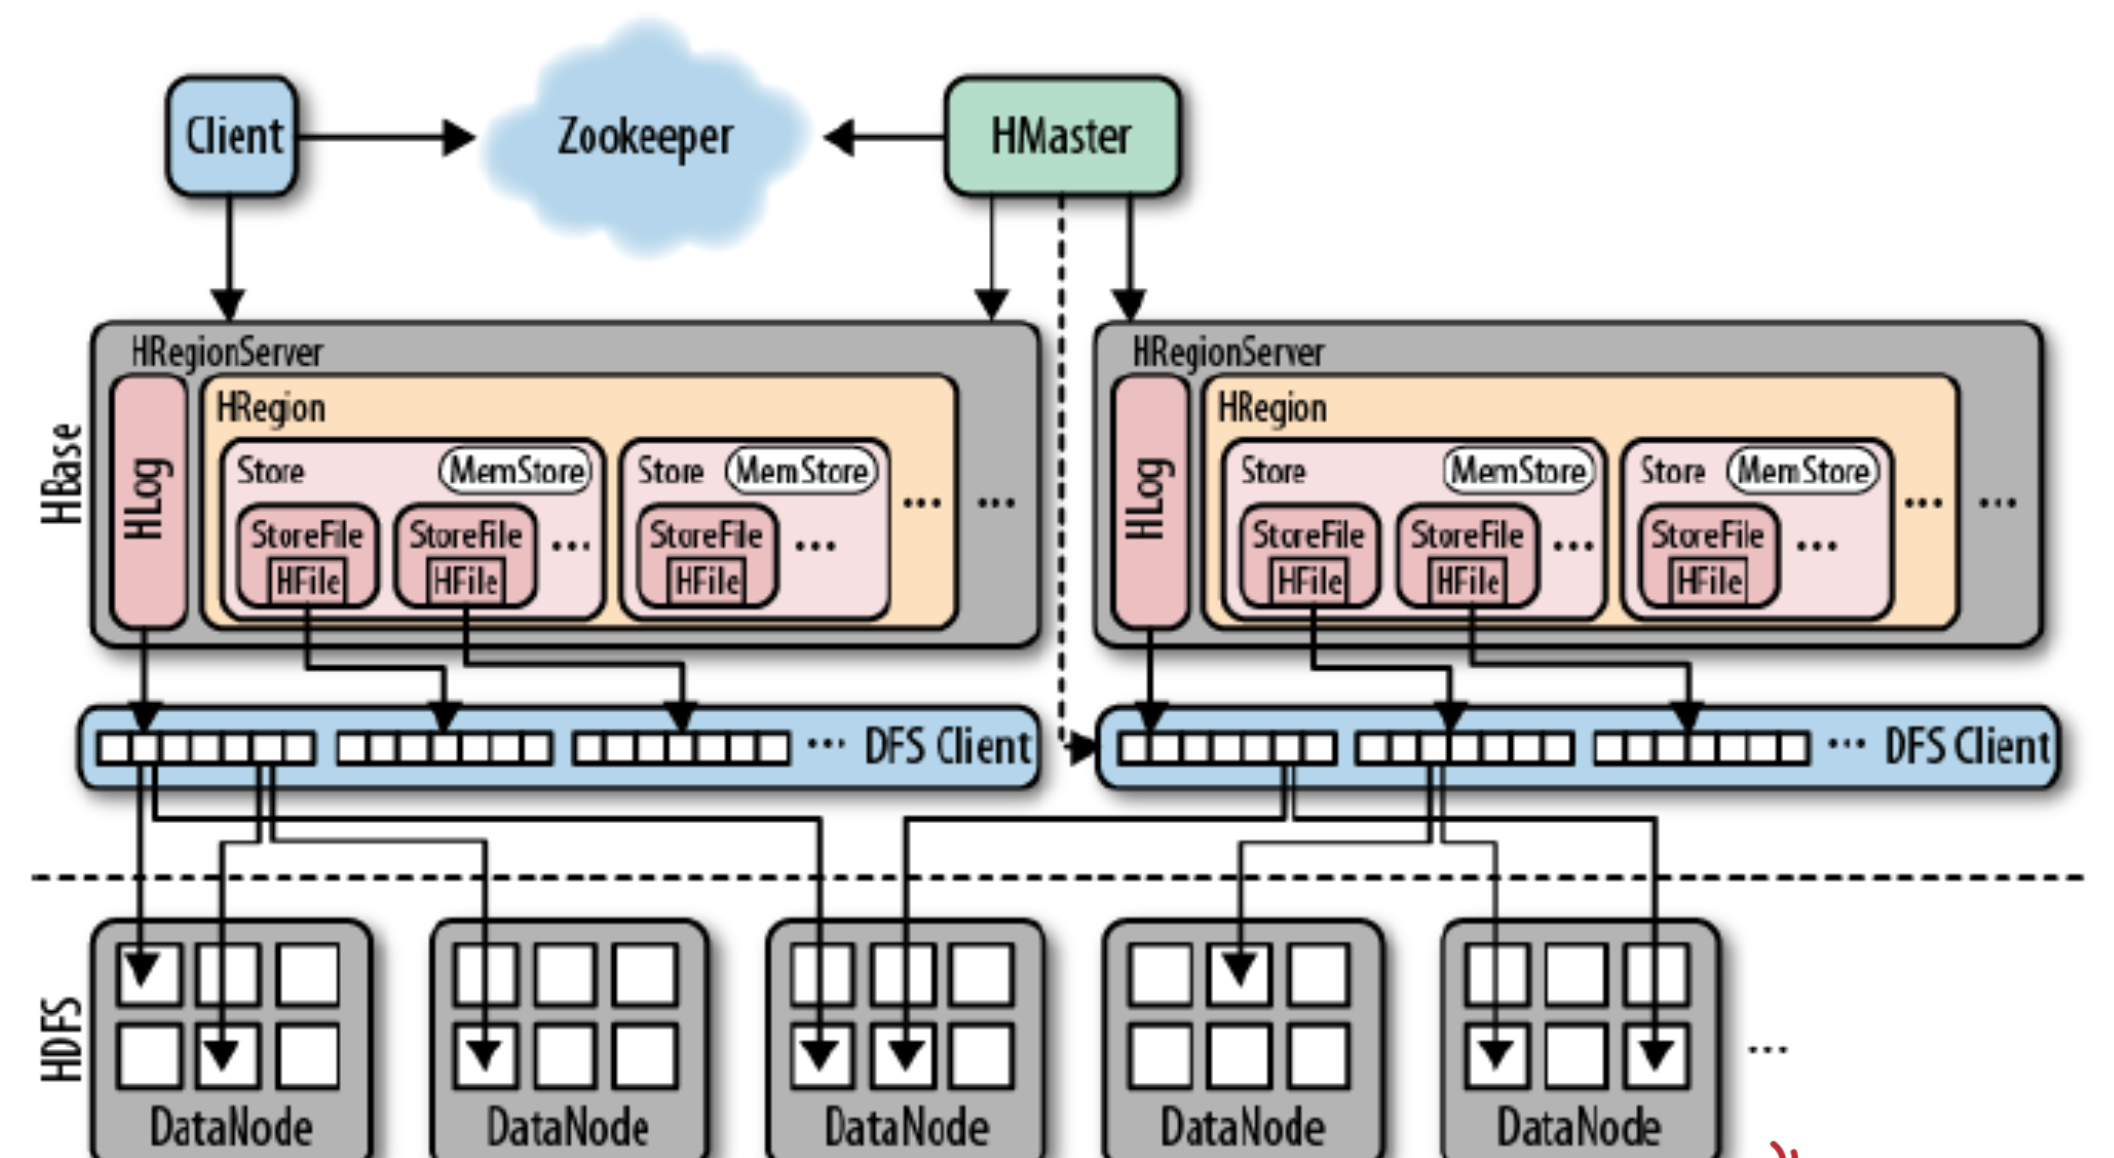 Client
Zookeeper
HMaster
HBase
HRegionServer
HLog
HRegion
Store
MemStore
StoreFile
HFile
StoreFile
HFile
...
Store
MemStore
StoreFile
HFile
...
...
...
HRegionServer
HLog
HRegion
Store
MemStore
StoreFile
HFile
StoreFile
HFile
...
Store
MemStore
StoreFile
HFile
...
...
...
... DFS Client
... DFS Client
HDFS
DataNode
DataNode
DataNode
DataNode
DataNode
...